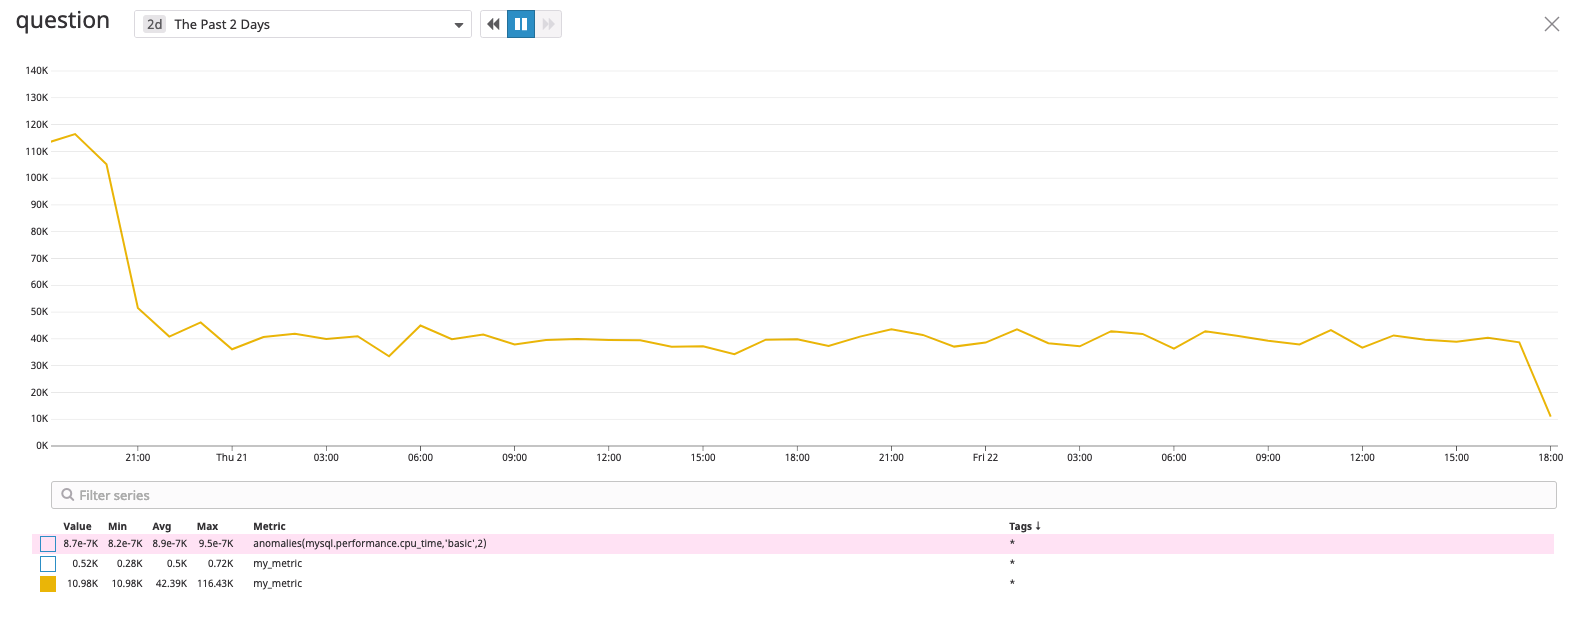 question
2d The Past 2 Days
140K
130K
120K
110K
100K
90K
80K
70K
60K
50K
40K
30K
20K
10K
0K
21:00 Thu 21 03:00 06:00 09:00 12:00 15:00 18:00 21:00 Fri 22 03:00 06:00 09:00 12:00 15:00 18:00
Filter series
Value Min Avg Max Metric Tags ↓
8.7e-7K 8.2e-7K 8.9e-7K 9.5e-7K anomalies(mysql.performance.cpu_time,'basic',2) *
0.52K 0.28K 0.5K 0.72K my_metric *
10.98K 10.98K 42.39K 116.43K my_metric *